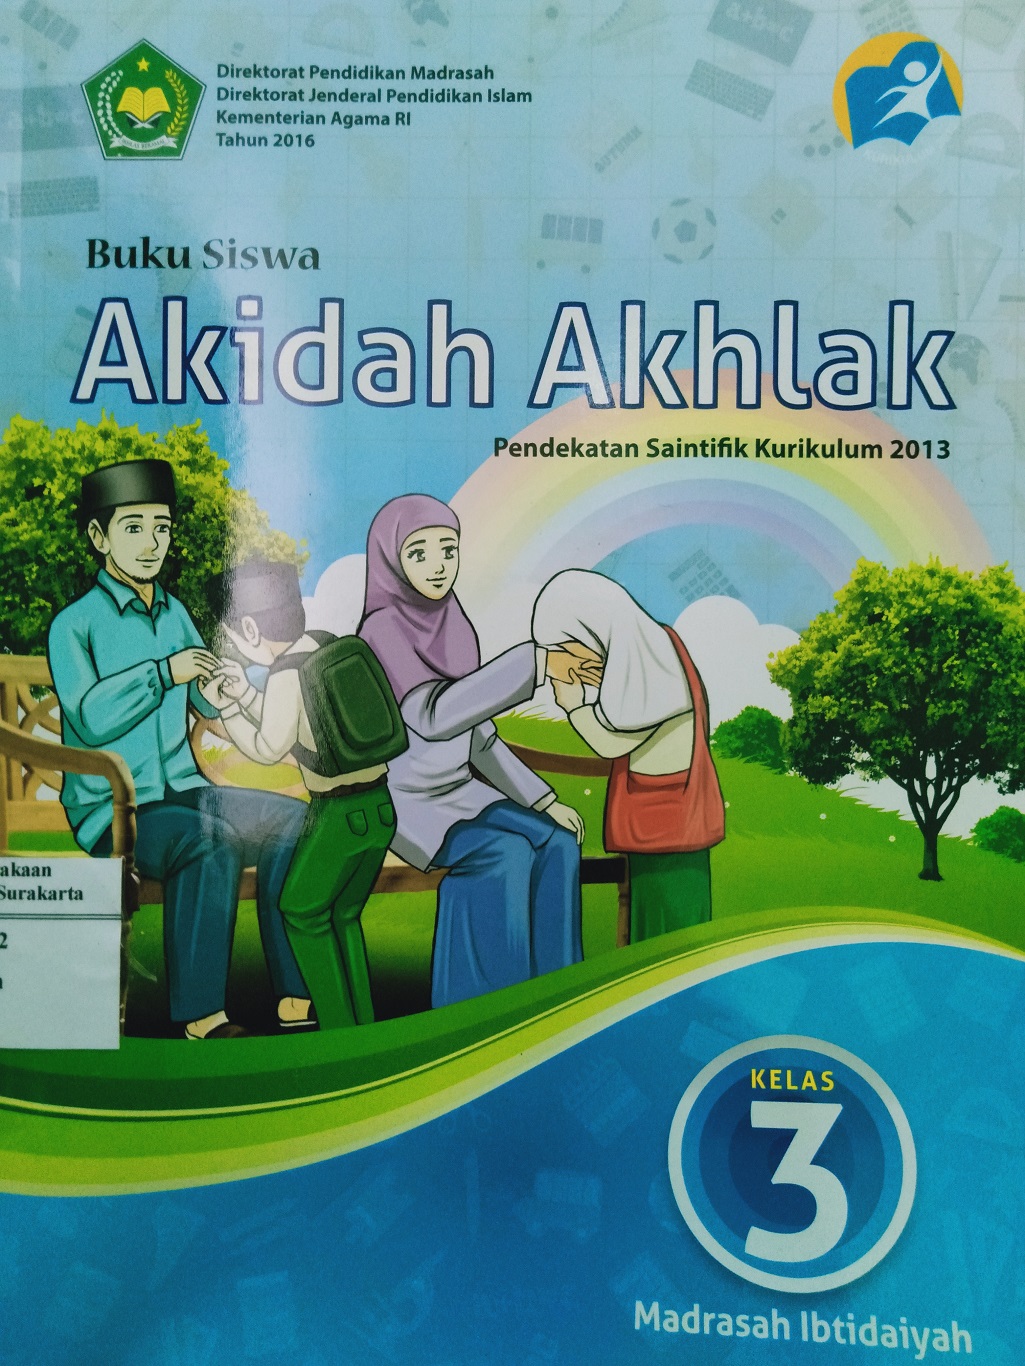 Direktorat Pendidikan Madrasah
Direktorat Jenderal Pendidikan Islam
Kementerian Agama RI
Tahun 2016
Buku Siswa
Akidah Akhlak
Pendekatan Saintifik Kurikulum 2013
akaan
Surakarta
2
KELAS
3
Madrasah Ibtidaiyah